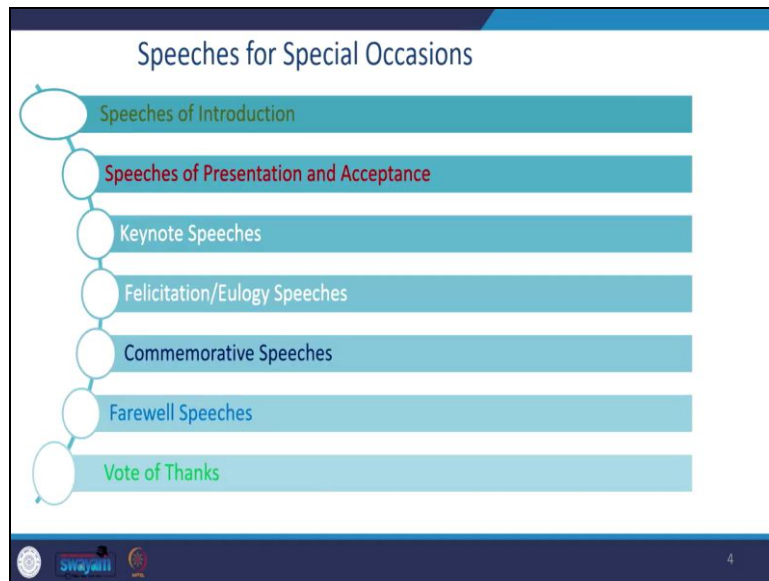 Speeches for Special Occasions
Speeches of Introduction
Speeches of Presentation and Acceptance
Keynote Speeches
Felicitation/Eulogy Speeches
Commemorative Speeches
Farewell Speeches
Vote of Thanks
swayam
4